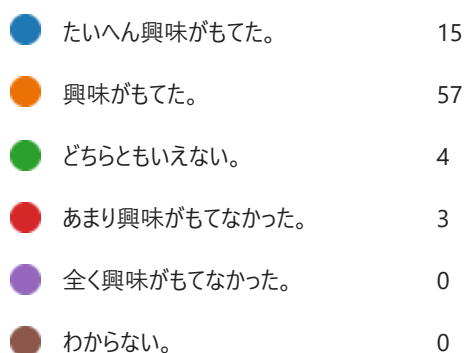 たいへん興味がもてた。 15
興味がもてた。 57
どちらともいえない。 4
あまり興味がもてなかった。 3
全く興味がもてなかった。 0
わからない。 0